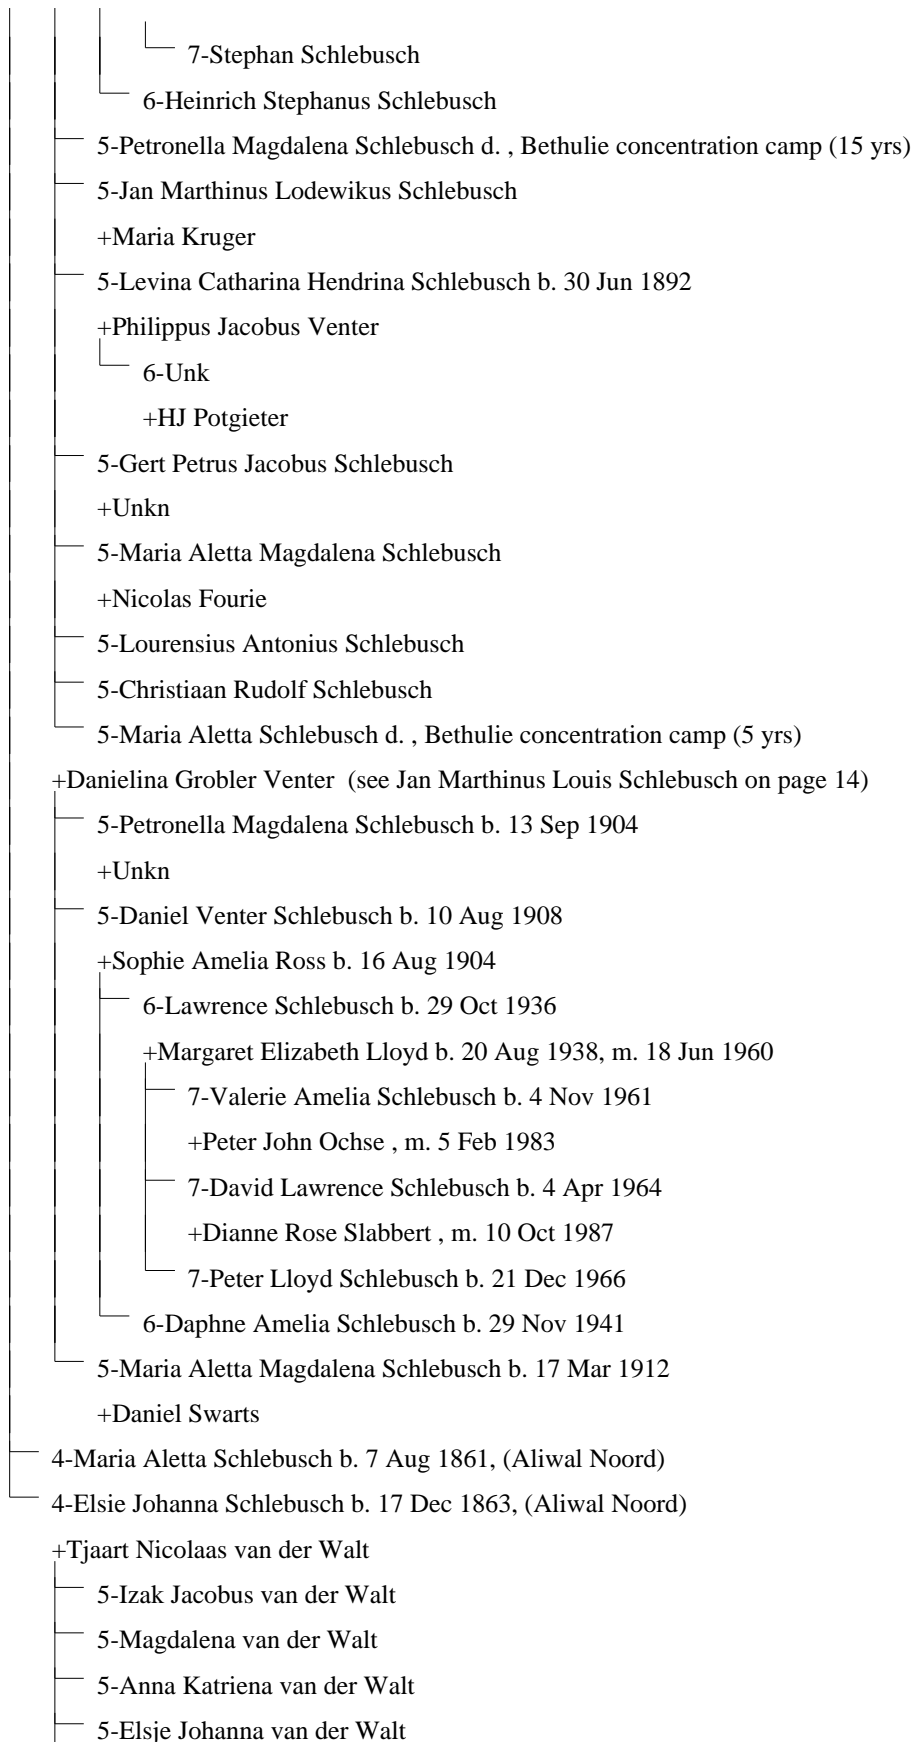 7-Stephan Schlebusch
6-Heinrich Stephanus Schlebusch
5-Petronella Magdalena Schlebusch d. , Bethulie concentration camp (15 yrs)
5-Jan Marthinus Lodewikus Schlebusch
+Maria Kruger
5-Levina Catharina Hendrina Schlebusch b. 30 Jun 1892
+Philippus Jacobus Venter
6-Unk
+HJ Potgieter
5-Gert Petrus Jacobus Schlebusch
+Unkn
5-Maria Aletta Magdalena Schlebusch
+Nicolas Fourie
5-Lourensius Antonius Schlebusch
5-Christiaan Rudolf Schlebusch
5-Maria Aletta Schlebusch d. , Bethulie concentration camp (5 yrs)
+Danielina Grobler Venter (see Jan Marthinus Louis Schlebusch on page 14)
5-Petronella Magdalena Schlebusch b. 13 Sep 1904
+Unkn
5-Daniel Venter Schlebusch b. 10 Aug 1908
+Sophie Amelia Ross b. 16 Aug 1904
6-Lawrence Schlebusch b. 29 Oct 1936
+Margaret Elizabeth Lloyd b. 20 Aug 1938, m. 18 Jun 1960
7-Valerie Amelia Schlebusch b. 4 Nov 1961
+Peter John Ochse , m. 5 Feb 1983
7-David Lawrence Schlebusch b. 4 Apr 1964
+Dianne Rose Slabbert , m. 10 Oct 1987
7-Peter Lloyd Schlebusch b. 21 Dec 1966
6-Daphne Amelia Schlebusch b. 29 Nov 1941
5-Maria Aletta Magdalena Schlebusch b. 17 Mar 1912
+Daniel Swarts
4-Maria Aletta Schlebusch b. 7 Aug 1861, (Aliwal Noord)
4-Elsie Johanna Schlebusch b. 17 Dec 1863, (Aliwal Noord)
+Tjaart Nicolaas van der Walt
5-Izak Jacobus van der Walt
5-Magdalena van der Walt
5-Anna Katriena van der Walt
5-Elsje Johanna van der Walt